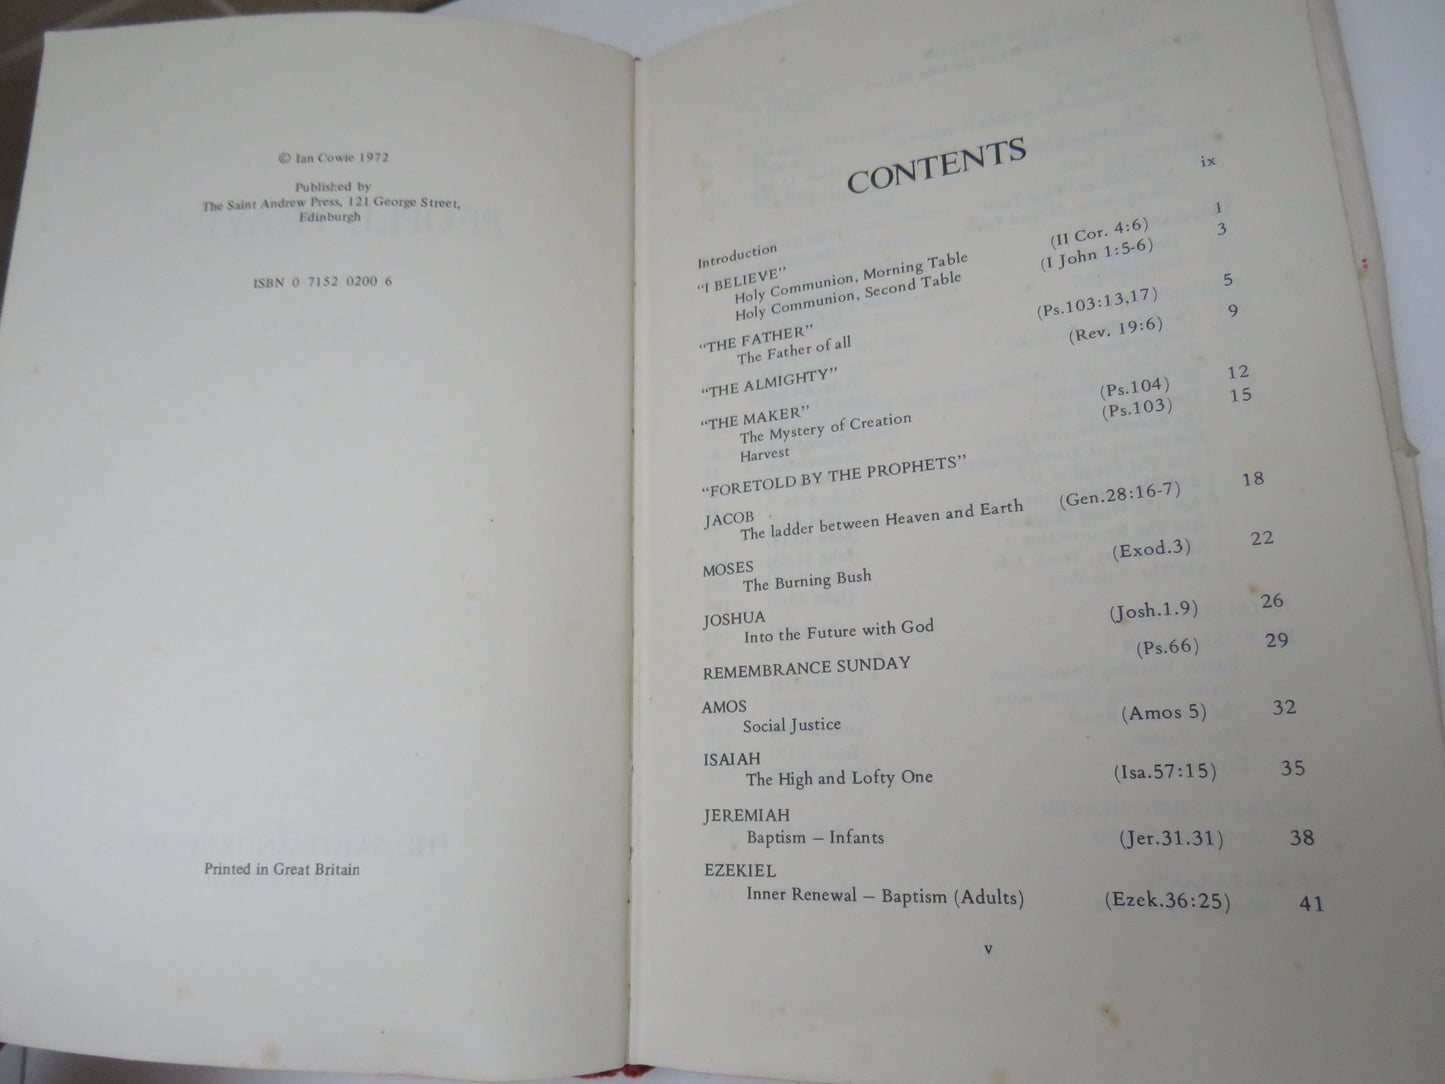 © Ian Cowie 1972
Published by
The Saint Andrew Press, 121 George Street,
Edinburgh
ISBN 0 7152 0200 6
Printed in Great Britain
CONTENTS
Introduction ix
"I BELIEVE"
Holy Communion, Morning Table (II Cor. 4:6) 1
Holy Communion, Second Table (I John 1:5-6) 3
"THE FATHER"
The Father of all (Ps.103:13,17) 5
"THE ALMIGHTY" (Rev. 19:6) 9
"THE MAKER"
The Mystery of Creation (Ps.104) 12
Harvest (Ps.103) 15
"FORETOLD BY THE PROPHETS"
JACOB
The ladder between Heaven and Earth (Gen.28:16-7) 18
MOSES
The Burning Bush (Exod.3) 22
JOSHUA
Into the Future with God (Josh.1.9) 26
REMEMBRANCE SUNDAY (Ps.66) 29
AMOS
Social Justice (Amos 5) 32
ISAIAH
The High and Lofty One (Isa.57:15) 35
JEREMIAH
Baptism — Infants (Jer.31.31) 38
EZEKIEL
Inner Renewal — Baptism (Adults) (Ezek.36:25) 41
v